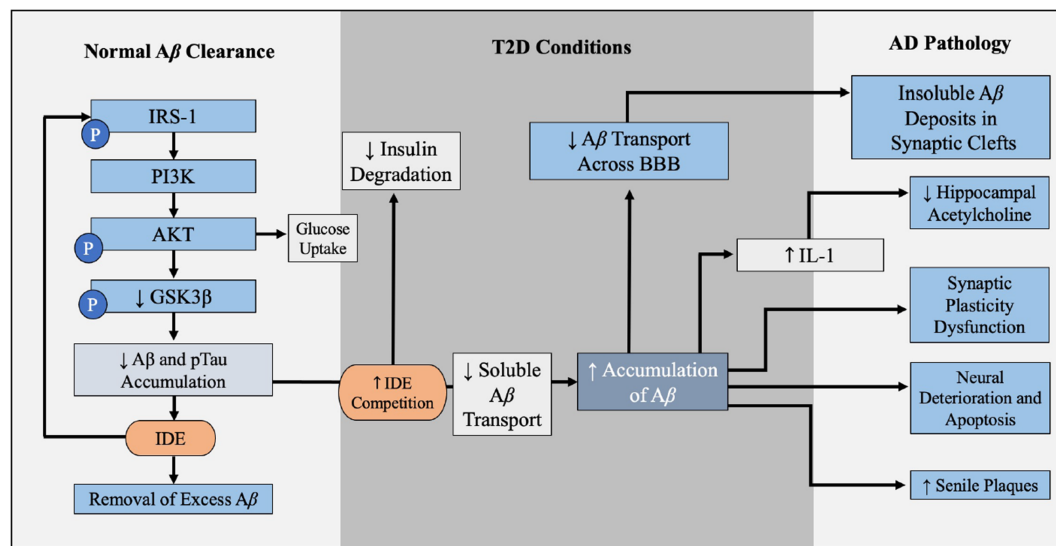 Normal Aβ Clearance
IRS-1
P
PI3K
AKT
P
Glucose
Uptake
↓ GSK3β
P
↓ Aβ and pTau
Accumulation
IDE
Removal of Excess Aβ
T2D Conditions
↓ Insulin
Degradation
↑ IDE
Competition
↓ Soluble
Aβ
Transport
↓ Aβ Transport
Across BBB
↑ Accumulation
of Aβ
↑ IL-1
AD Pathology
Insoluble Aβ
Deposits in
Synaptic Clefts
↓ Hippocampal
Acetylcholine
Synaptic
Plasticity
Dysfunction
Neural
Deterioration and
Apoptosis
↑ Senile Plaques